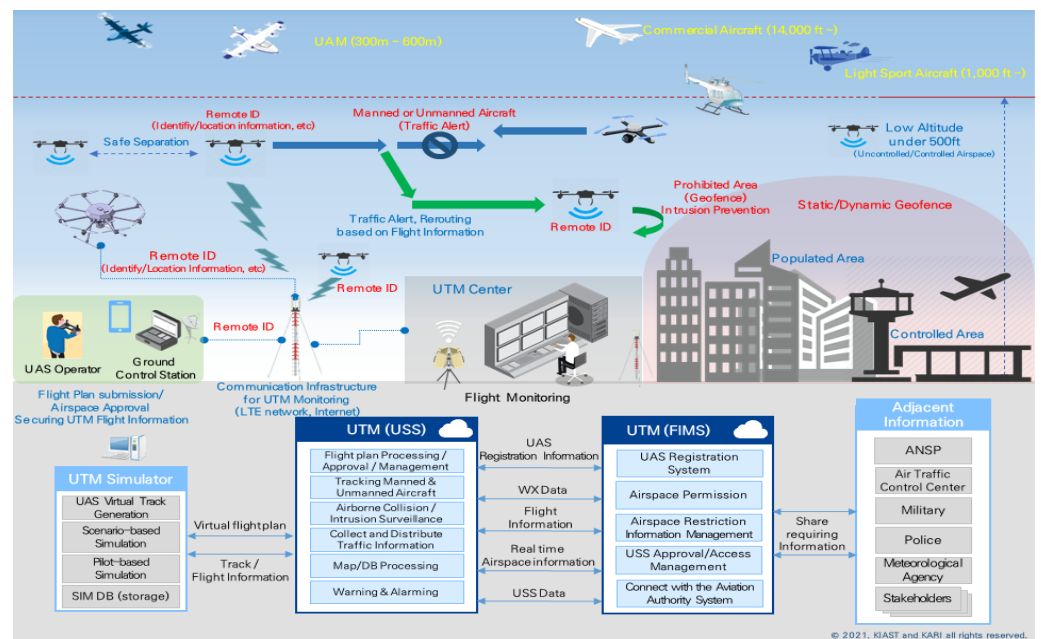 UAM (300m – 600m)
Commercial Aircraft (14,000 ft -)
Light Sport Aircraft (1,000 ft -)
Remote ID
(Identifiy/location information, etc)
Manned or Unmanned Aircraft
(Traffic Alert)
Safe Separation
Low Altitude
under 500ft
(Uncontrolled/Controlled Airspace)
Prohibited Area
(Geofence)
Intrusion Prevention
Static/Dynamic Geofence
Traffic Alert, Rerouting
based on Flight Information
Remote ID
Remote ID
(Identify/Location Information, etc)
Remote ID
Populated Area
UTM Center
Remote ID
Controlled Area
UAS Operator
Ground
Control Station
Flight Plan submission/
Airspace Approval
Securing UTM Flight Information
Communication Infrastructure
for UTM Monitoring
(LTE network, Internet)
Flight Monitoring
UTM Simulator
UAS Virtual Track
Generation
Scenario-based
Simulation
Pilot-based
Simulation
SIM DB (storage)
Virtual flight plan
Track /
Flight Information
UTM (USS)
Flight plan Processing /
Approval / Management
Tracking Manned &
Unmanned Aircraft
Airborne Collision /
Intrusion Surveillance
Collect and Distribute
Traffic Information
Map/DB Processing
Warning & Alarming
UAS
Registration Information
WX Data
Flight
Information
Real time
Airspace information
USS Data
UTM (FIMS)
UAS Registration
System
Airspace Permission
Airspace Restriction
Information Management
USS Approval/Access
Management
Connect with the Aviation
Authority System
Share
requiring
Information
Adjacent
Information
ANSP
Air Traffic
Control Center
Military
Police
Meteorological
Agency
Stakeholders
© 2021, KIAST and KARI all rights reserved.